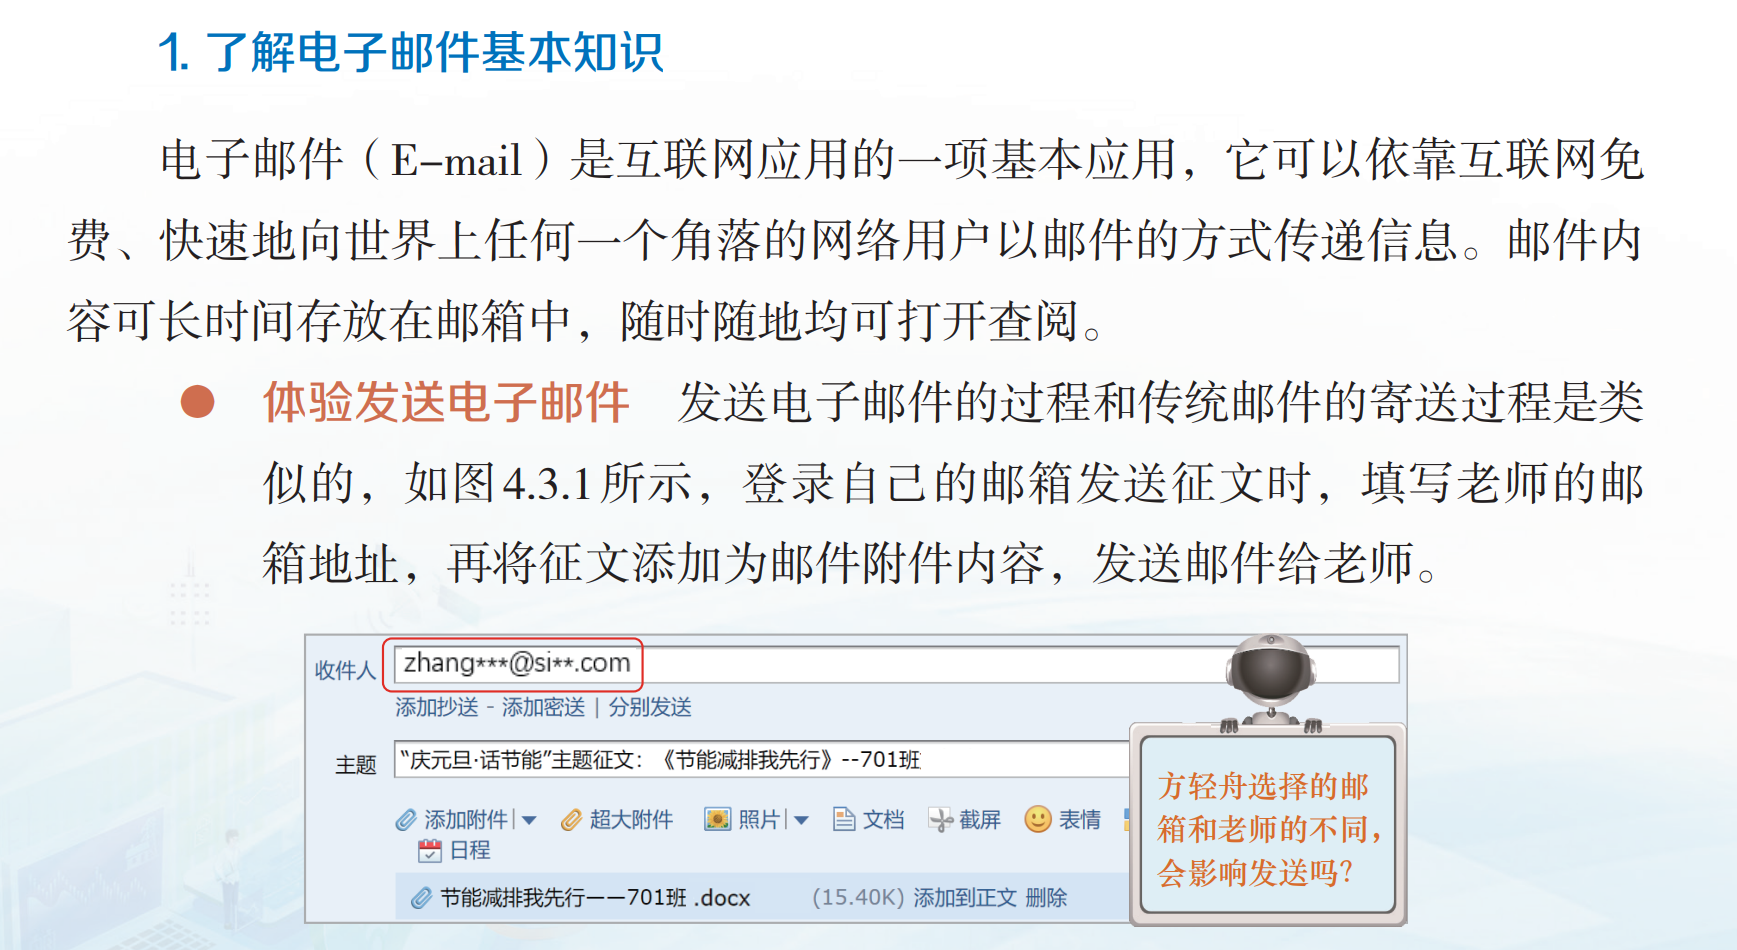 1. 了解电子邮件基本知识
电子邮件（E-mail）是互联网应用的一项基本应用，它可以依靠互联网免
费、快速地向世界上任何一个角落的网络用户以邮件的方式传递信息。邮件内
容可长时间存放在邮箱中，随时随地均可打开查阅。
● 体验发送电子邮件 发送电子邮件的过程和传统邮件的寄送过程是类
似的，如图4.3.1所示，登录自己的邮箱发送征文时，填写老师的邮
箱地址，再将征文添加为邮件附件内容，发送邮件给老师。
收件人 zhang***@si**.com
添加抄送 - 添加密送 | 分别发送
主题 “庆元旦·话节能”主题征文：《节能减排我先行》--701班
添加附件 | 超大附件 照片 | 文档 截屏 表情
日程
节能减排我先行——701班 .docx (15.40K) 添加到正文 删除
方轻舟选择的邮
箱和老师的不同，
会影响发送吗？